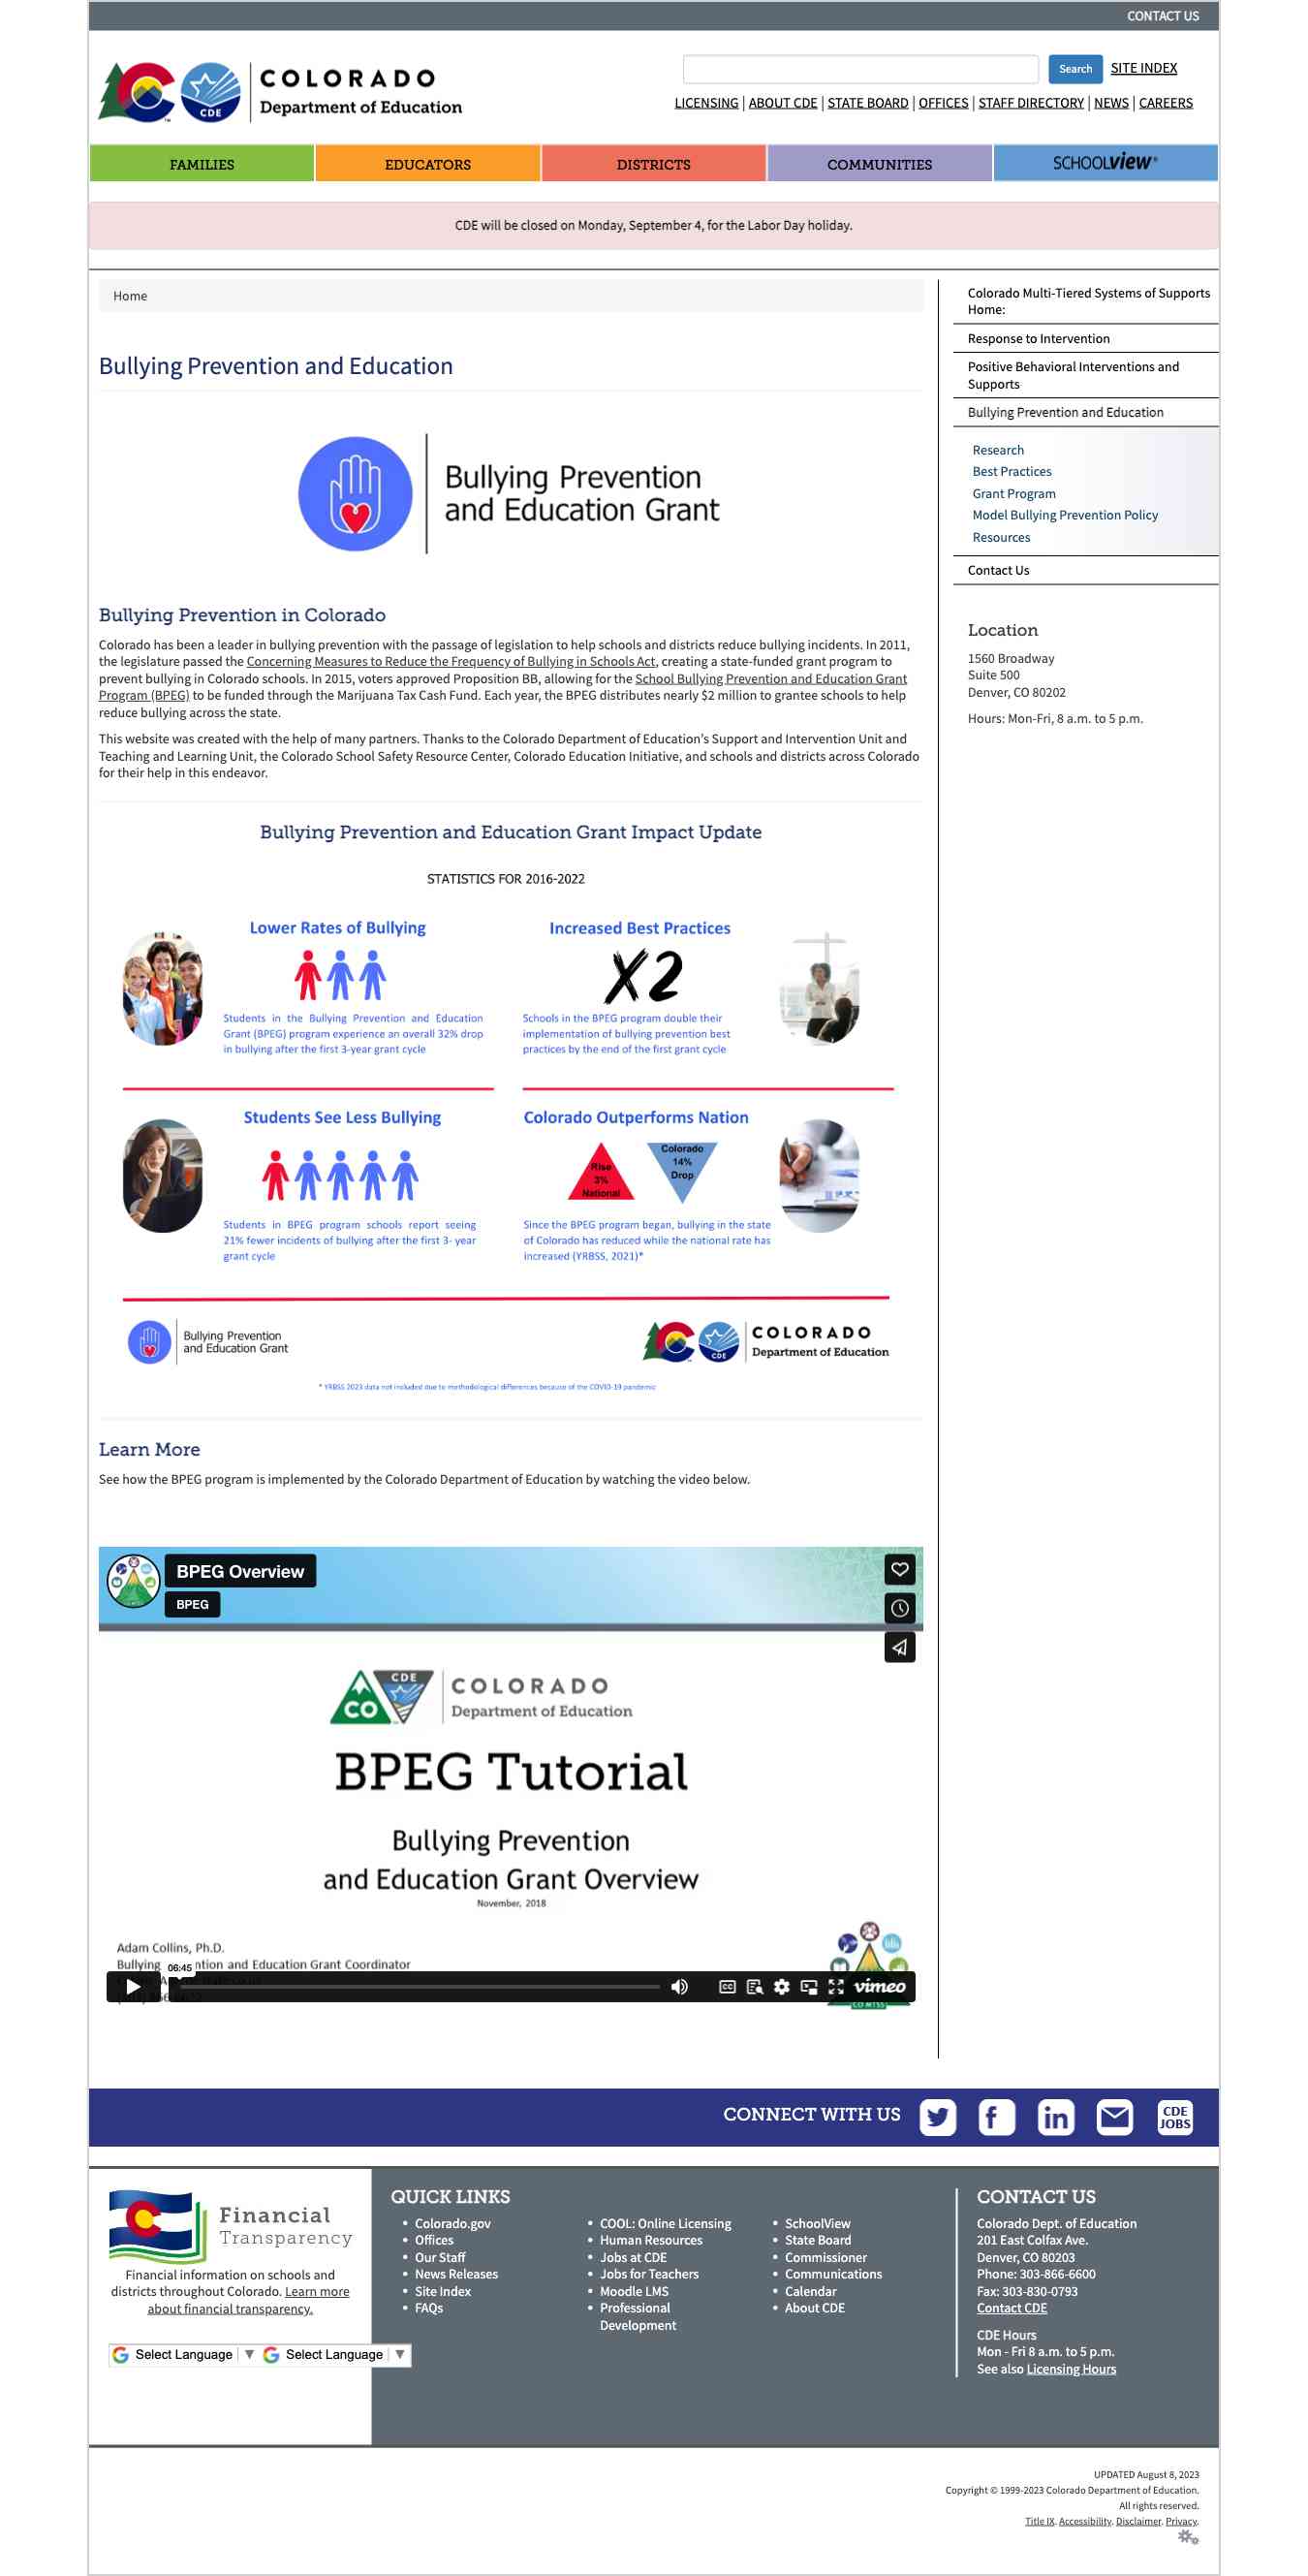 CONTACT US
COLORADO
Department of Education
CDE
Search
SITE INDEX
LICENSING | ABOUT CDE | STATE BOARD | OFFICES | STAFF DIRECTORY | NEWS | CAREERS
FAMILIES
EDUCATORS
DISTRICTS
COMMUNITIES
SCHOOLVIEW®
CDE will be closed on Monday, September 4, for the Labor Day holiday.
Home
Bullying Prevention and Education
Bullying Prevention
and Education Grant
Bullying Prevention in Colorado
Colorado has been a leader in bullying prevention with the passage of legislation to help schools and districts reduce bullying incidents. In 2011,
the legislature passed the Concerning Measures to Reduce the Frequency of Bullying in Schools Act, creating a state-funded grant program to
prevent bullying in Colorado schools. In 2015, voters approved Proposition BB, allowing for the School Bullying Prevention and Education Grant
Program (BPEG) to be funded through the Marijuana Tax Cash Fund. Each year, the BPEG distributes nearly $2 million to grantee schools to help
reduce bullying across the state.
This website was created with the help of many partners. Thanks to the Colorado Department of Education's Support and Intervention Unit and
Teaching and Learning Unit, the Colorado School Safety Resource Center, Colorado Education Initiative, and schools and districts across Colorado
for their help in this endeavor.
Bullying Prevention and Education Grant Impact Update
STATISTICS FOR 2016-2022
Lower Rates of Bullying
Students in the Bullying Prevention and Education
Grant (BPEG) program experience an overall 32% drop
in bullying after the first 3-year grant cycle
Increased Best Practices
X2
Schools in the BPEG program double their
implementation of bullying prevention best
practices by the end of the first grant cycle
Students See Less Bullying
Students in BPEG program schools report seeing
21% fewer incidents of bullying after the first 3- year
grant cycle
Colorado Outperforms Nation
Rise
3%
National
Colorado
14%
Drop
Since the BPEG program began, bullying in the state
of Colorado has reduced while the national rate has
increased (YRBSS, 2021)*
Bullying Prevention
and Education Grant
CDE
COLORADO
Department of Education
* YRBSS 2023 data not included due to methodological differences because of the COVID-19 pandemic
Learn More
See how the BPEG program is implemented by the Colorado Department of Education by watching the video below.
BPEG Overview
BPEG
CO
CDE
COLORADO
Department of Education
BPEG Tutorial
Bullying Prevention
and Education Grant Overview
November, 2018
Adam Collins, Ph.D.
Bullying ntion and Education Grant Coordinator
06:45
CC
vimeo
CO MTSS
Colorado Multi-Tiered Systems of Supports
Home:
Response to Intervention
Positive Behavioral Interventions and
Supports
Bullying Prevention and Education
Research
Best Practices
Grant Program
Model Bullying Prevention Policy
Resources
Contact Us
Location
1560 Broadway
Suite 500
Denver, CO 80202
Hours: Mon-Fri, 8 a.m. to 5 p.m.
CONNECT WITH US
CDE
JOBS
Financial
Transparency
Financial information on schools and
districts throughout Colorado. Learn more
about financial transparency.
Select Language ▼
Select Language ▼
QUICK LINKS
Colorado.gov
Offices
Our Staff
News Releases
Site Index
FAQs
COOL: Online Licensing
Human Resources
Jobs at CDE
Jobs for Teachers
Moodle LMS
Professional
Development
SchoolView
State Board
Commissioner
Communications
Calendar
About CDE
CONTACT US
Colorado Dept. of Education
201 East Colfax Ave.
Denver, CO 80203
Phone: 303-866-6600
Fax: 303-830-0793
Contact CDE
CDE Hours
Mon - Fri 8 a.m. to 5 p.m.
See also Licensing Hours
UPDATED August 8, 2023
Copyright © 1999-2023 Colorado Department of Education.
All rights reserved.
Title IX. Accessibility. Disclaimer. Privacy.